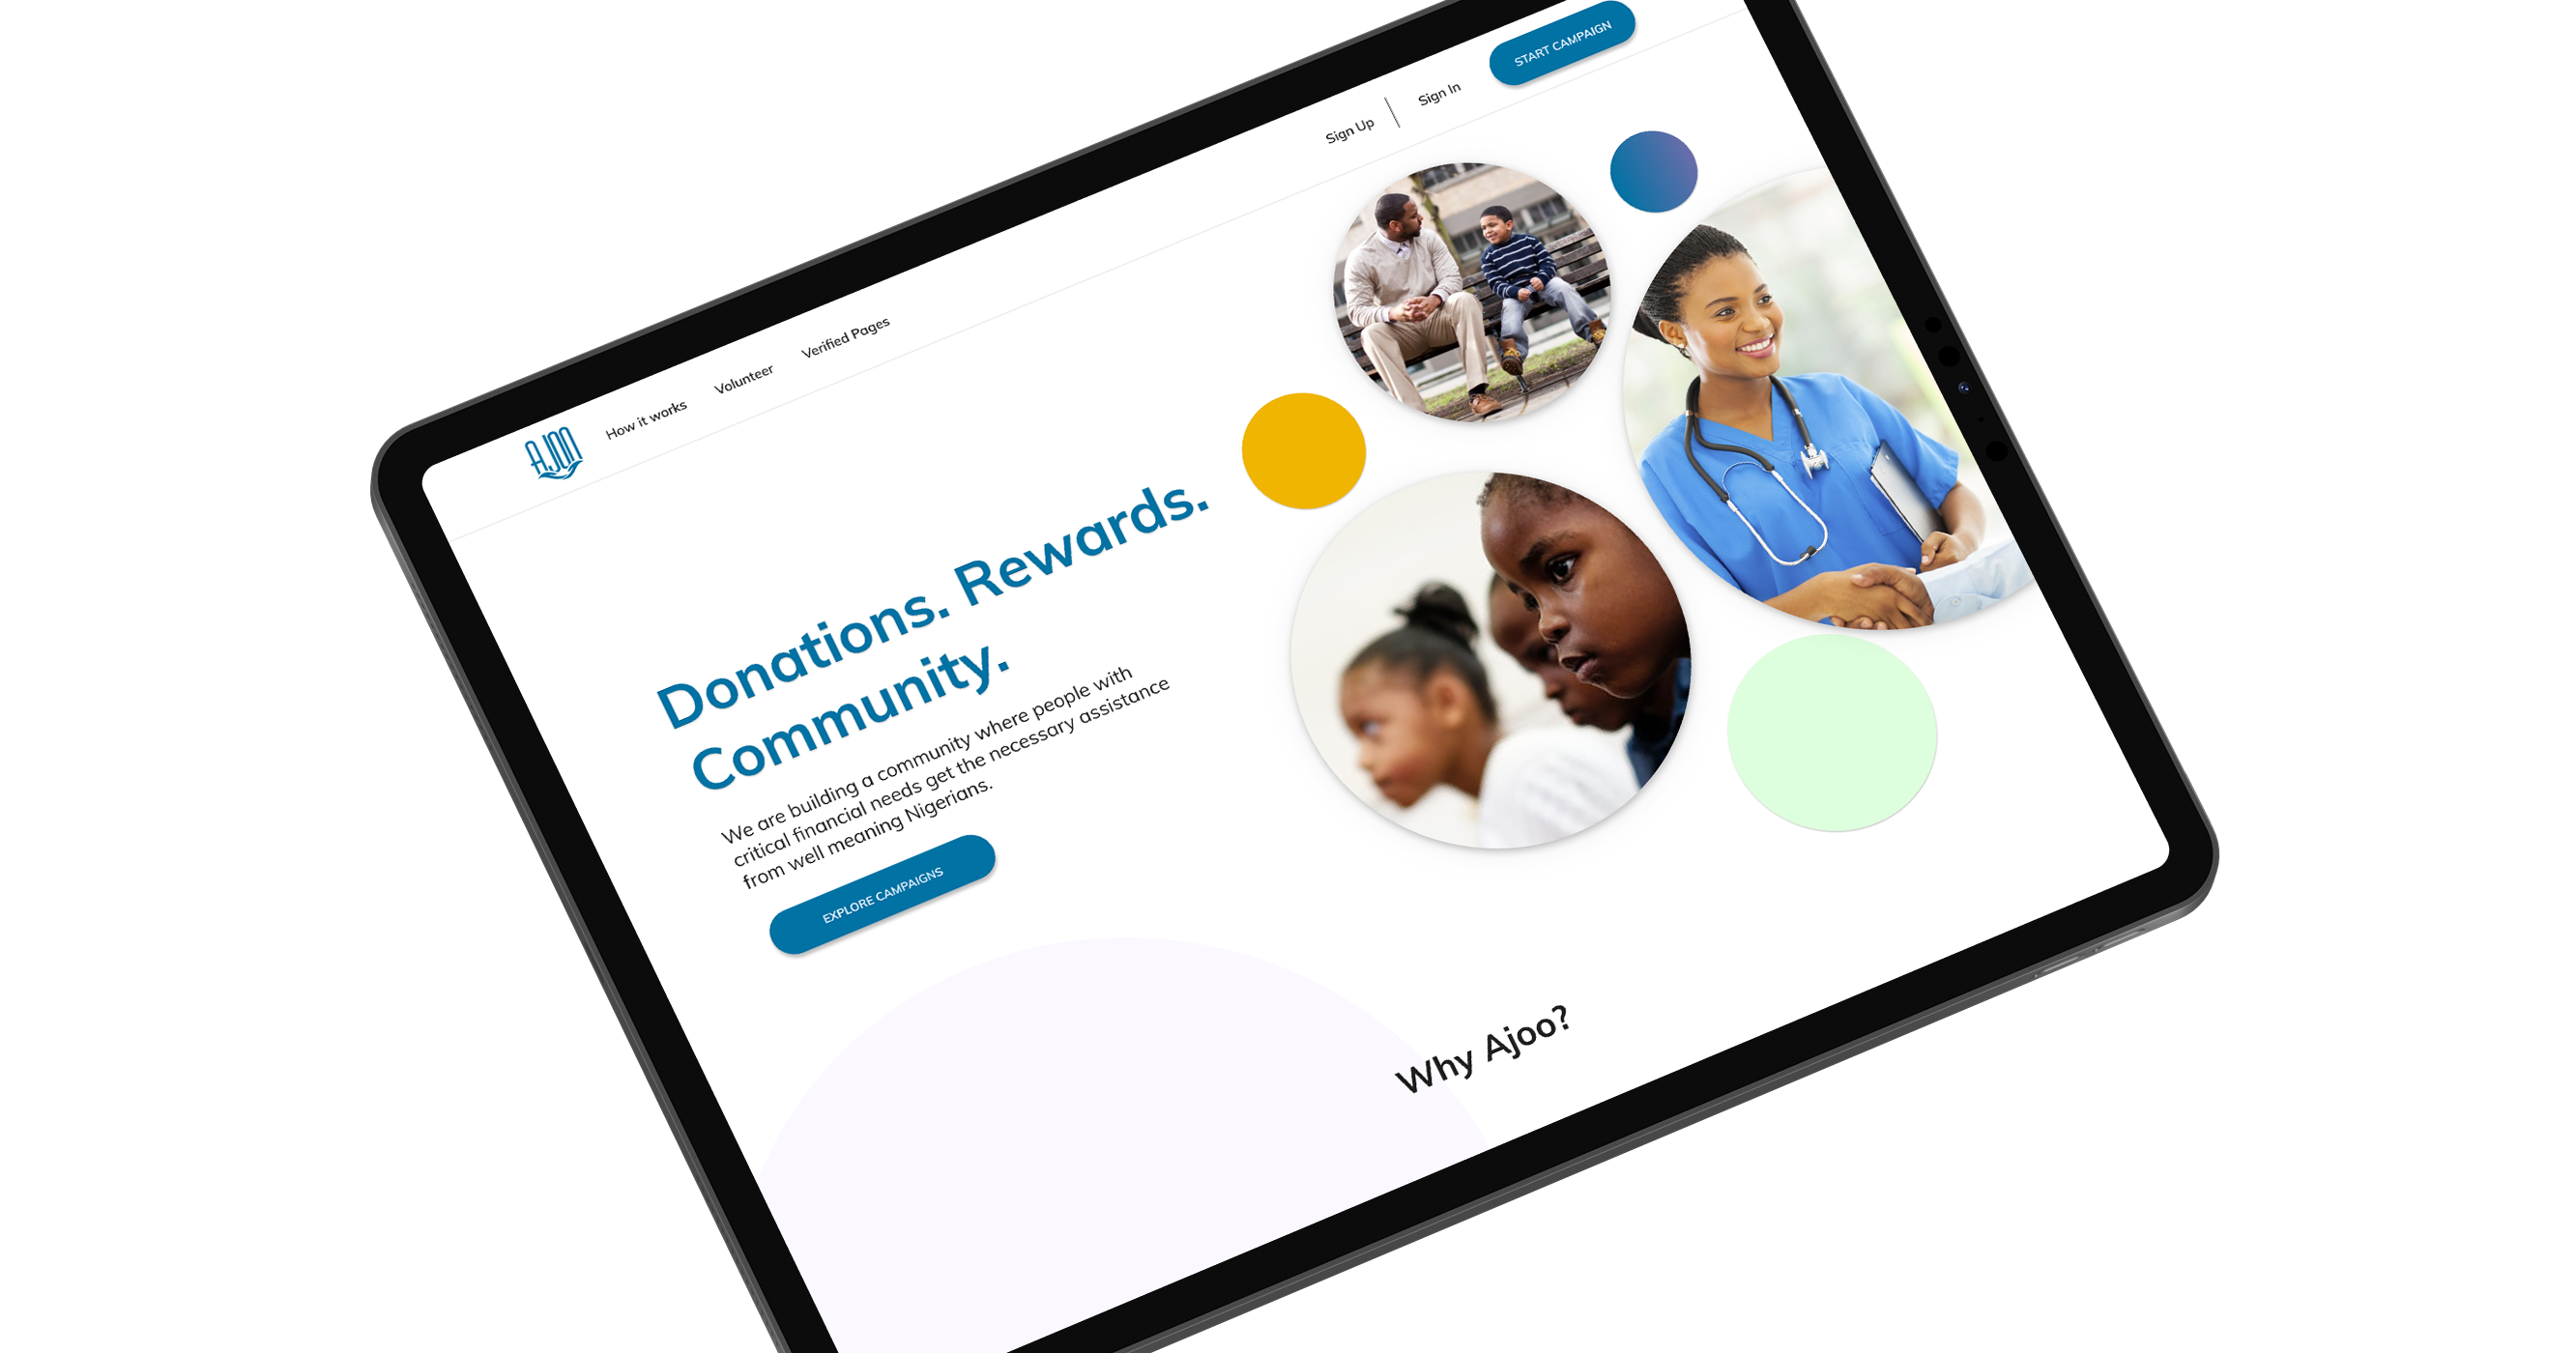 AJOO
How it works
Volunteer
Verified Pages
Sign Up
Sign In
START CAMPAIGN
Donations. Rewards.
Community.
We are building a community where people with
critical financial needs get the necessary assistance
from well meaning Nigerians.
EXPLORE CAMPAIGNS
Why Ajoo?